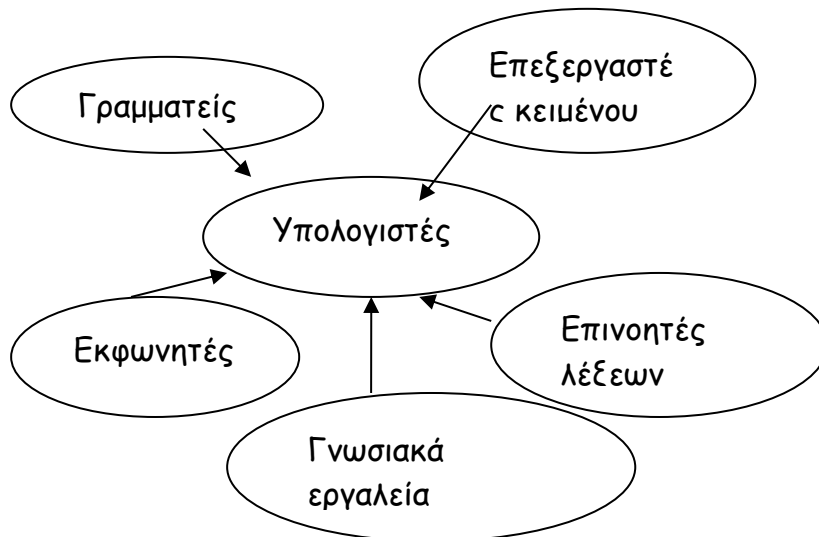 Γραμματείς
Επεξεργαστέ
ς κειμένου
Υπολογιστές
Εκφωνητές
Επινοητές
λέξεων
Γνωσιακά
εργαλεία